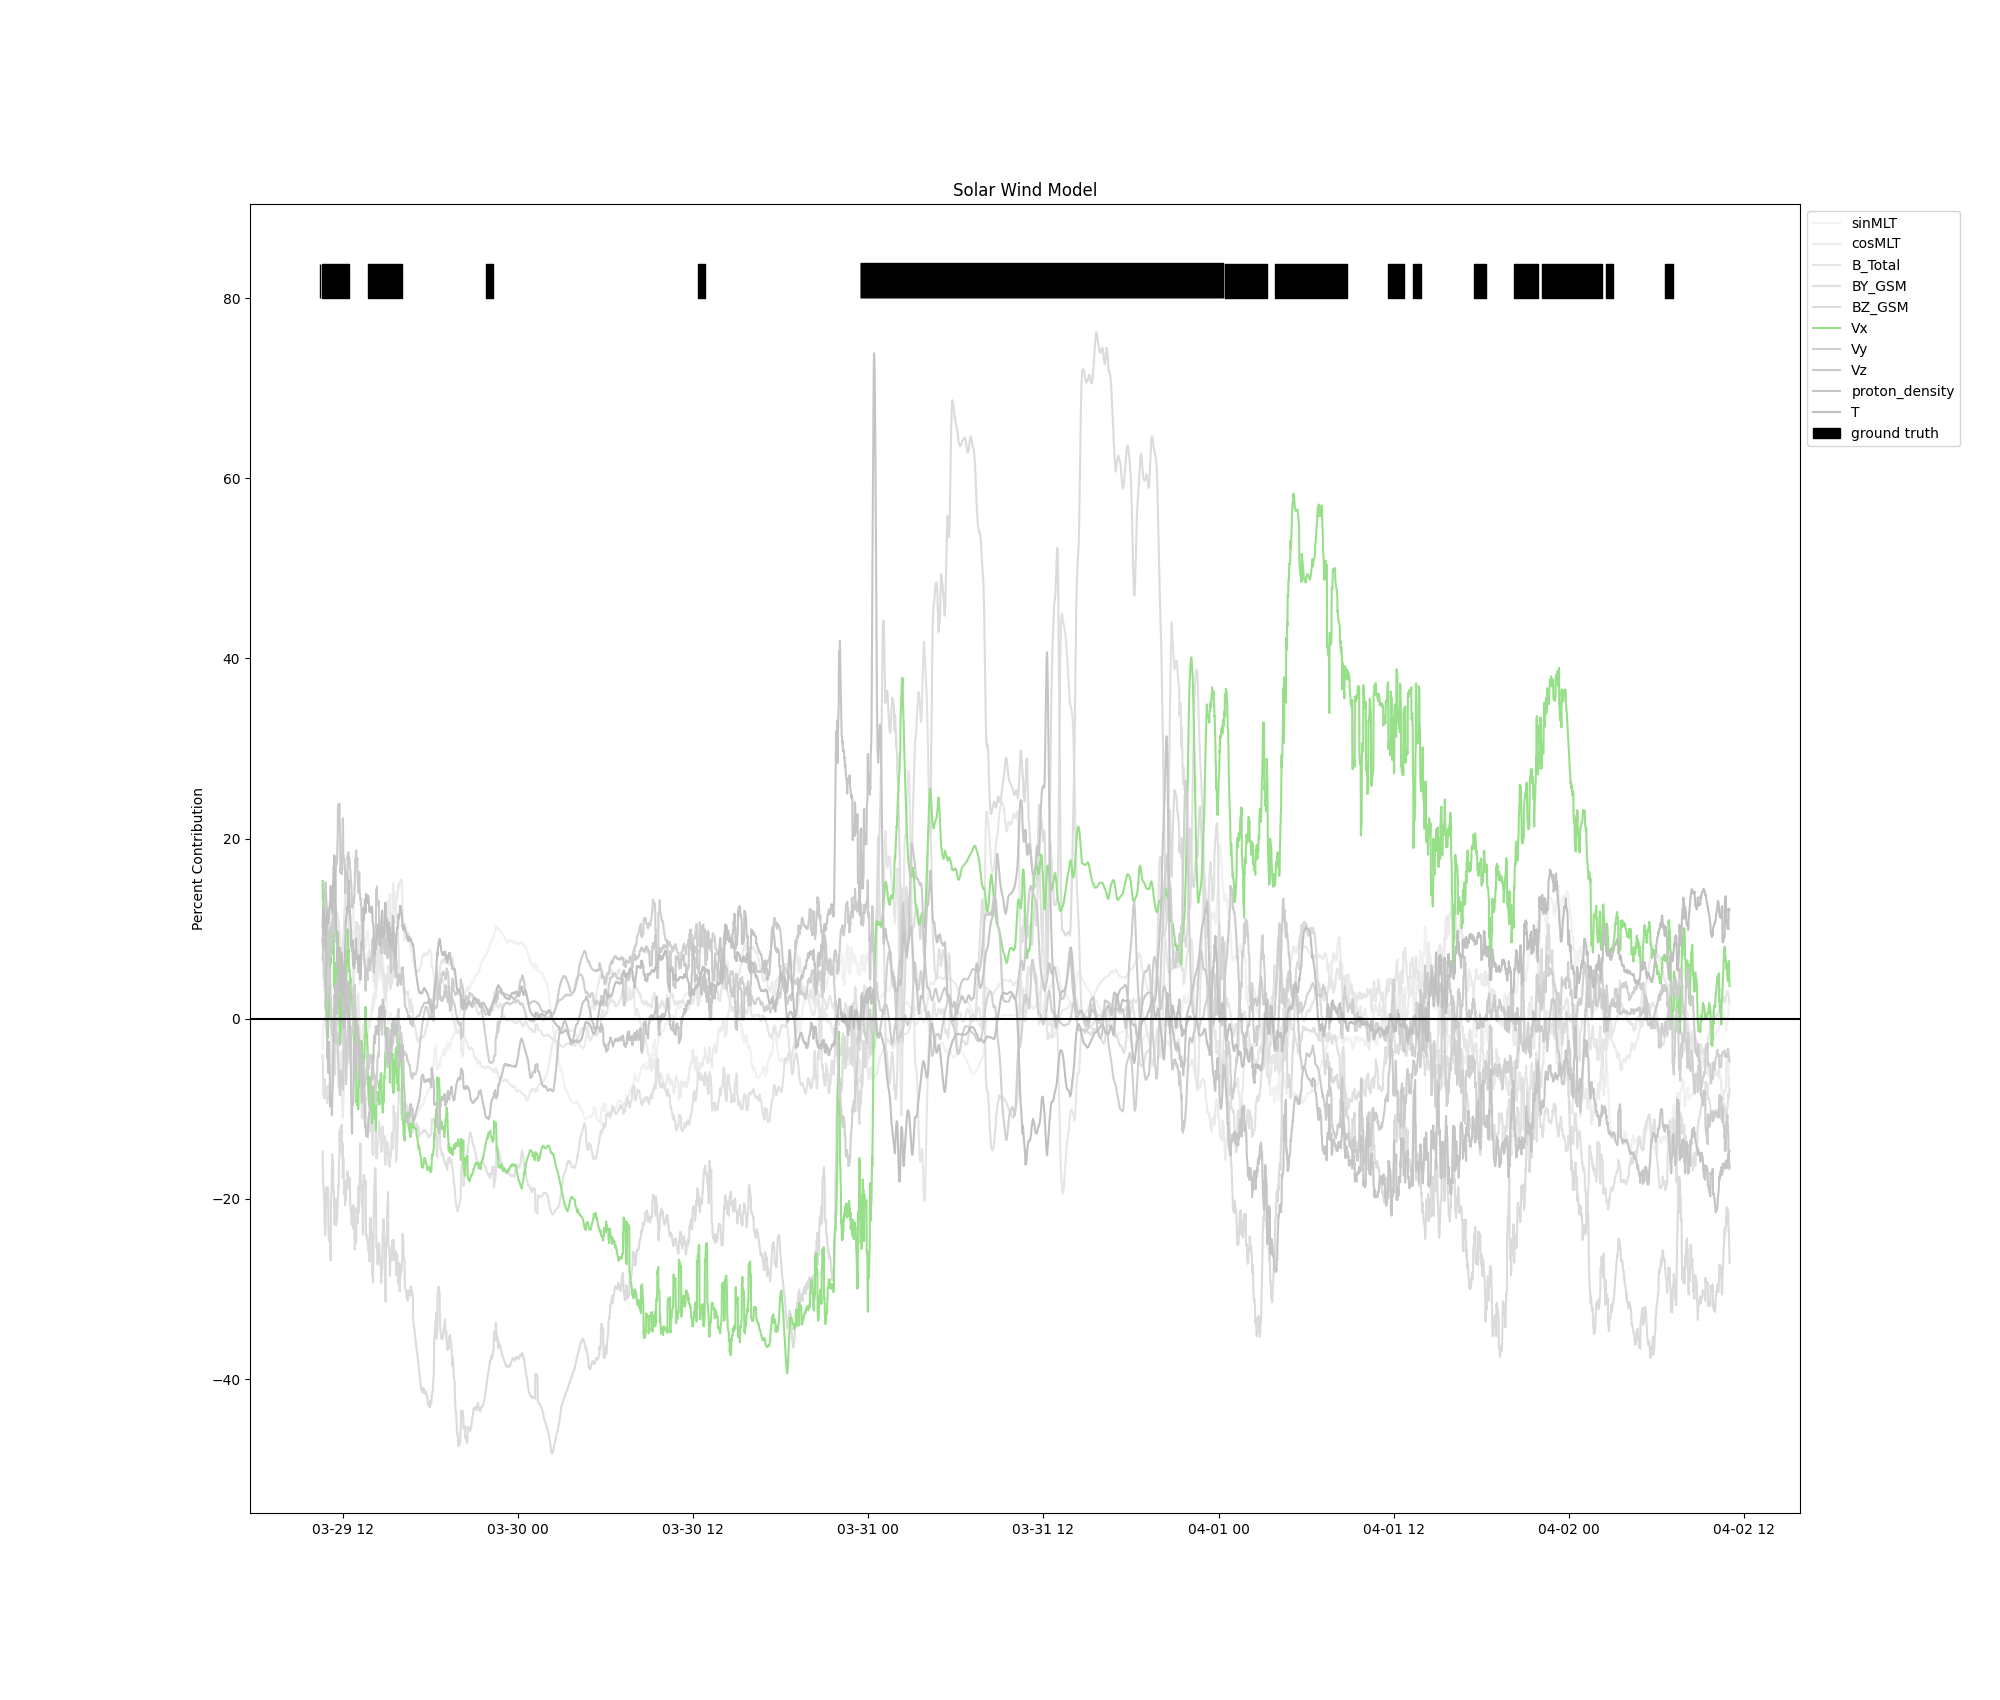 Solar Wind Model
sinMLT
cosMLT
B_Total
BY_GSM
BZ_GSM
Vx
Vy
Vz
proton_density
T
ground truth
Percent Contribution
80
60
40
20
0
−20
−40
03-29 12
03-30 00
03-30 12
03-31 00
03-31 12
04-01 00
04-01 12
04-02 00
04-02 12